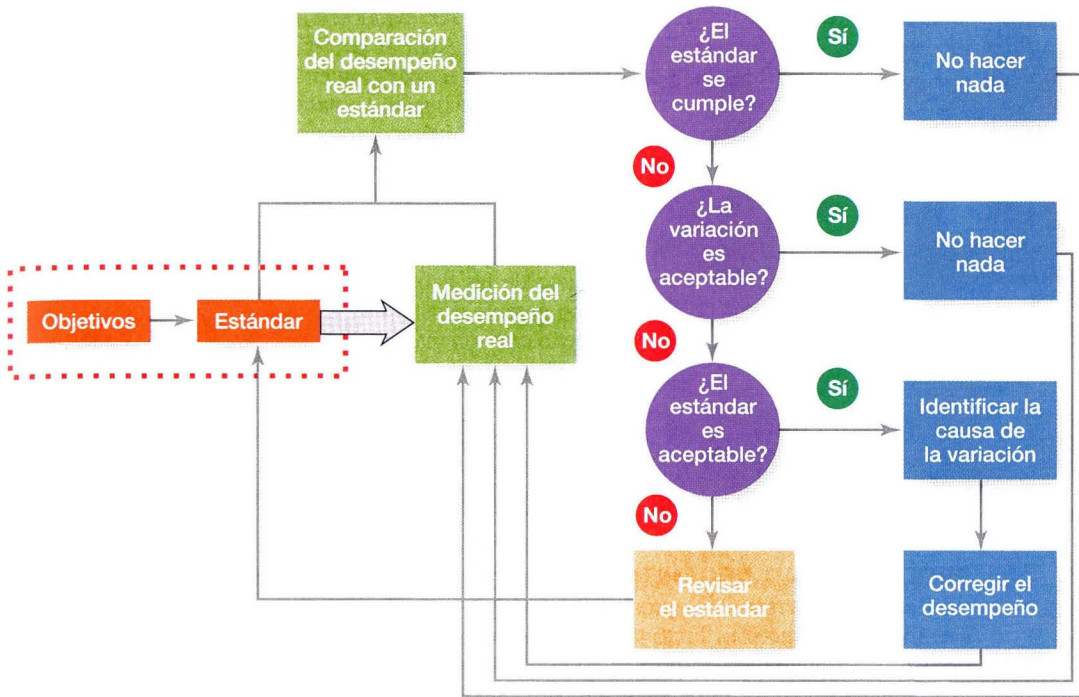 Comparación
del desempeño
real con un
estándar
¿El
estándar
se
cumple?
Sí
No hacer
nada
No
¿La
variación
es
aceptable?
Sí
No hacer
nada
Objetivos
Estándar
Medición del
desempeño
real
No
¿El
estándar
es
aceptable?
Sí
Identificar la
causa de
la variación
No
Revisar
el estándar
Corregir el
desempeño